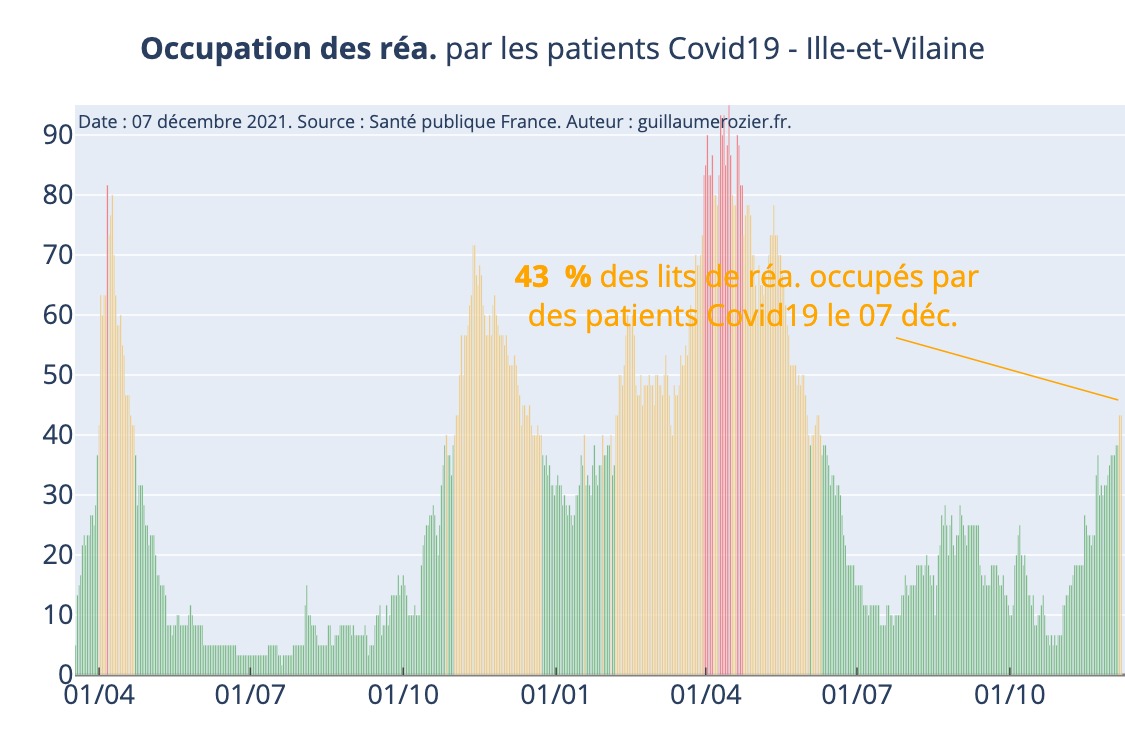 Occupation des réa. par les patients Covid19 - Ille-et-Vilaine
Date : 07 décembre 2021. Source : Santé publique France. Auteur : guillaumerozier.fr.
90
80
70
60
50
40
30
20
10
0
43 % des lits de réa. occupés par
des patients Covid19 le 07 déc.
01/04 01/07 01/10 01/01 01/04 01/07 01/10